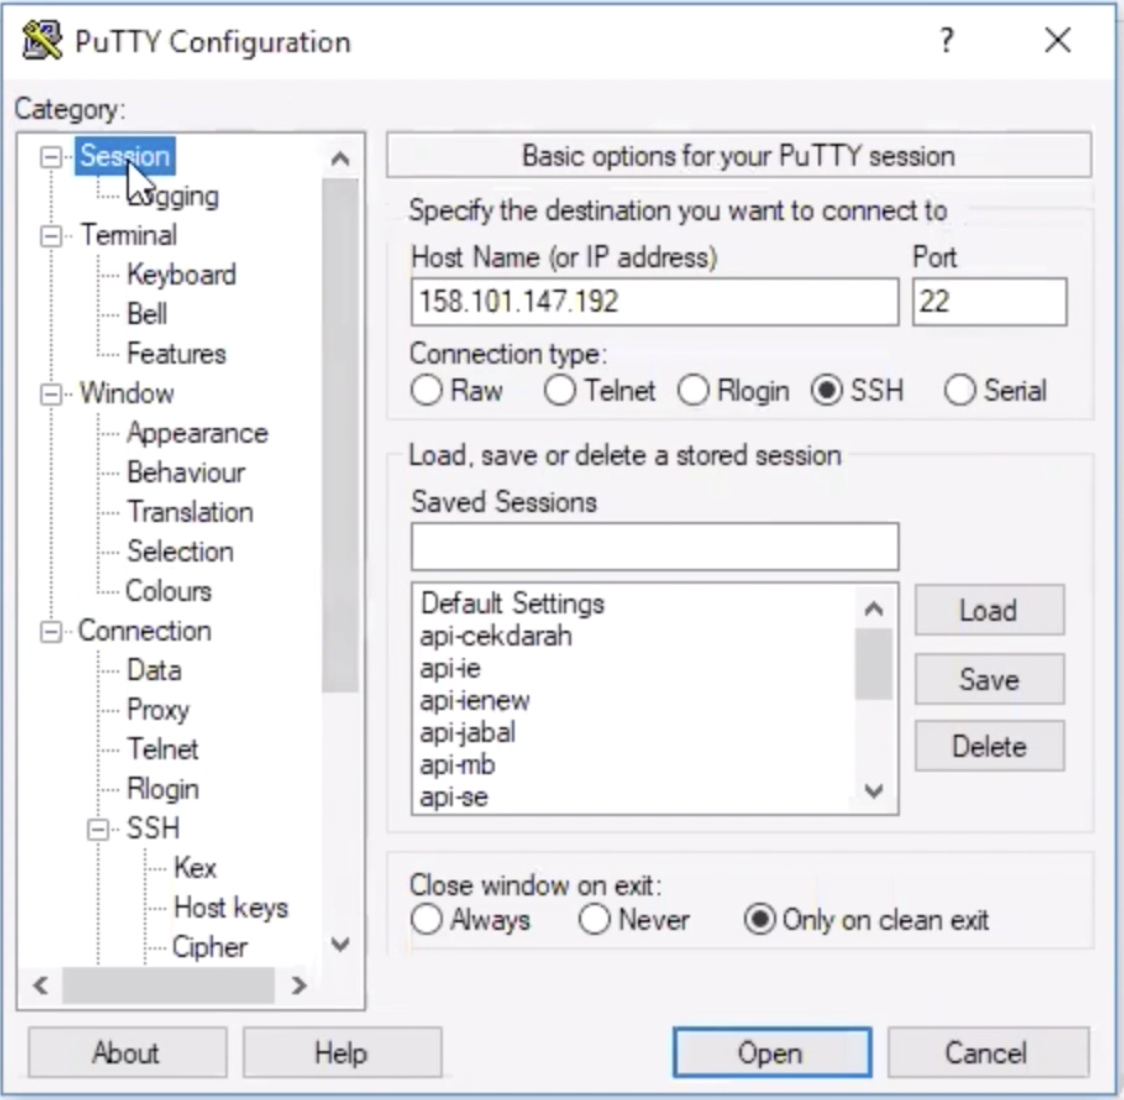 PuTTY Configuration
?
Category:
Session
Logging
Terminal
Keyboard
Bell
Features
Window
Appearance
Behaviour
Translation
Selection
Colours
Connection
Data
Proxy
Telnet
Rlogin
SSH
Kex
Host keys
Cipher
Basic options for your PuTTY session
Specify the destination you want to connect to
Host Name (or IP address) Port
158.101.147.192 22
Connection type:
Raw Telnet Rlogin SSH Serial
Load, save or delete a stored session
Saved Sessions
Default Settings
api-cekdarah
api-ie
api-ienew
api-jabal
api-mb
api-se
Load
Save
Delete
Close window on exit:
Always Never Only on clean exit
About Help Open Cancel